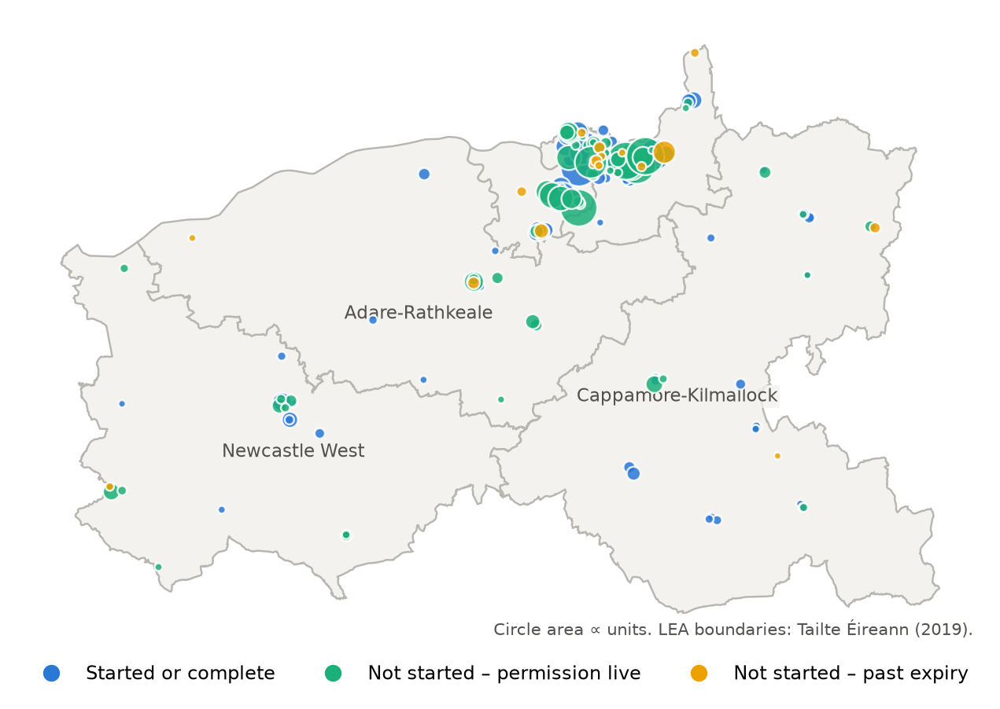 Adare-Rathkeale
Cappamore-Kilmallock
Newcastle West
Circle area ∝ units. LEA boundaries: Tailte Éireann (2019).
Started or complete
Not started – permission live
Not started – past expiry